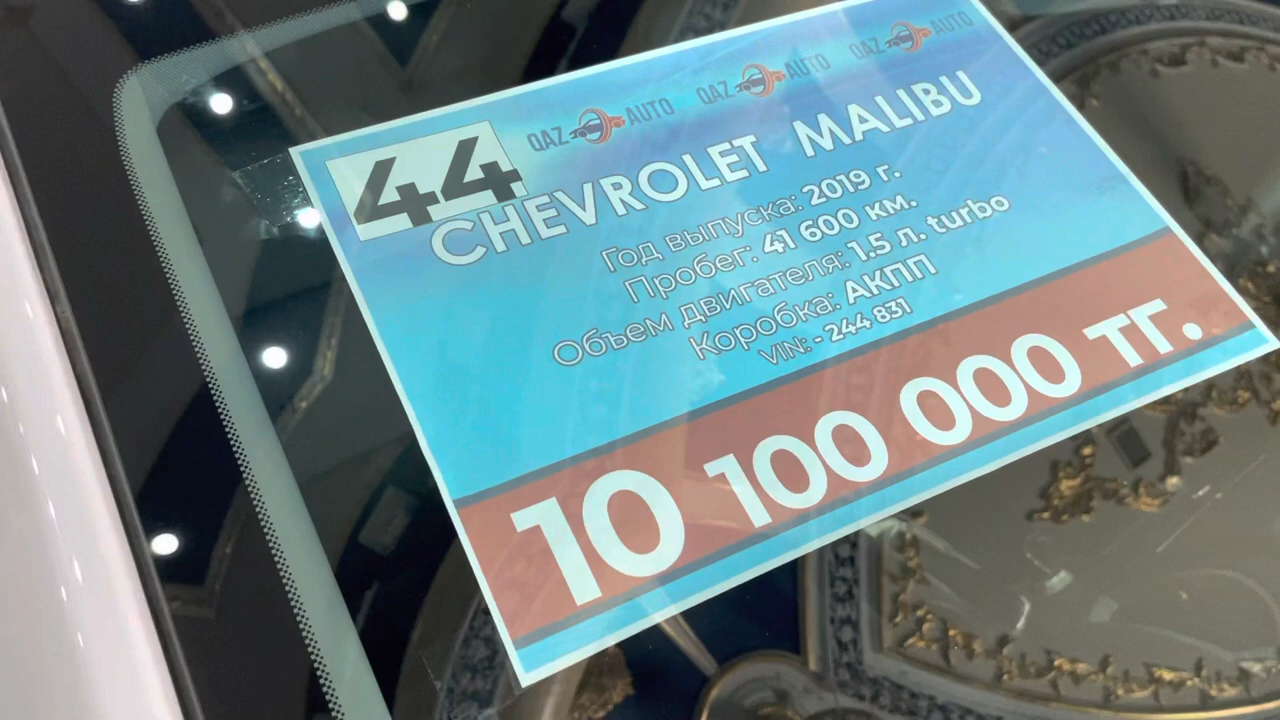 QAZ AUTO QAZ AUTO QAZ AUTO
44
CHEVROLET MALIBU
Год выпуска: 2019 г.
Пробег: 41 600 км.
Объем двигателя: 1.5 л. turbo
Коробка: АКПП
VIN: - 244 831
10 100 000 тг.